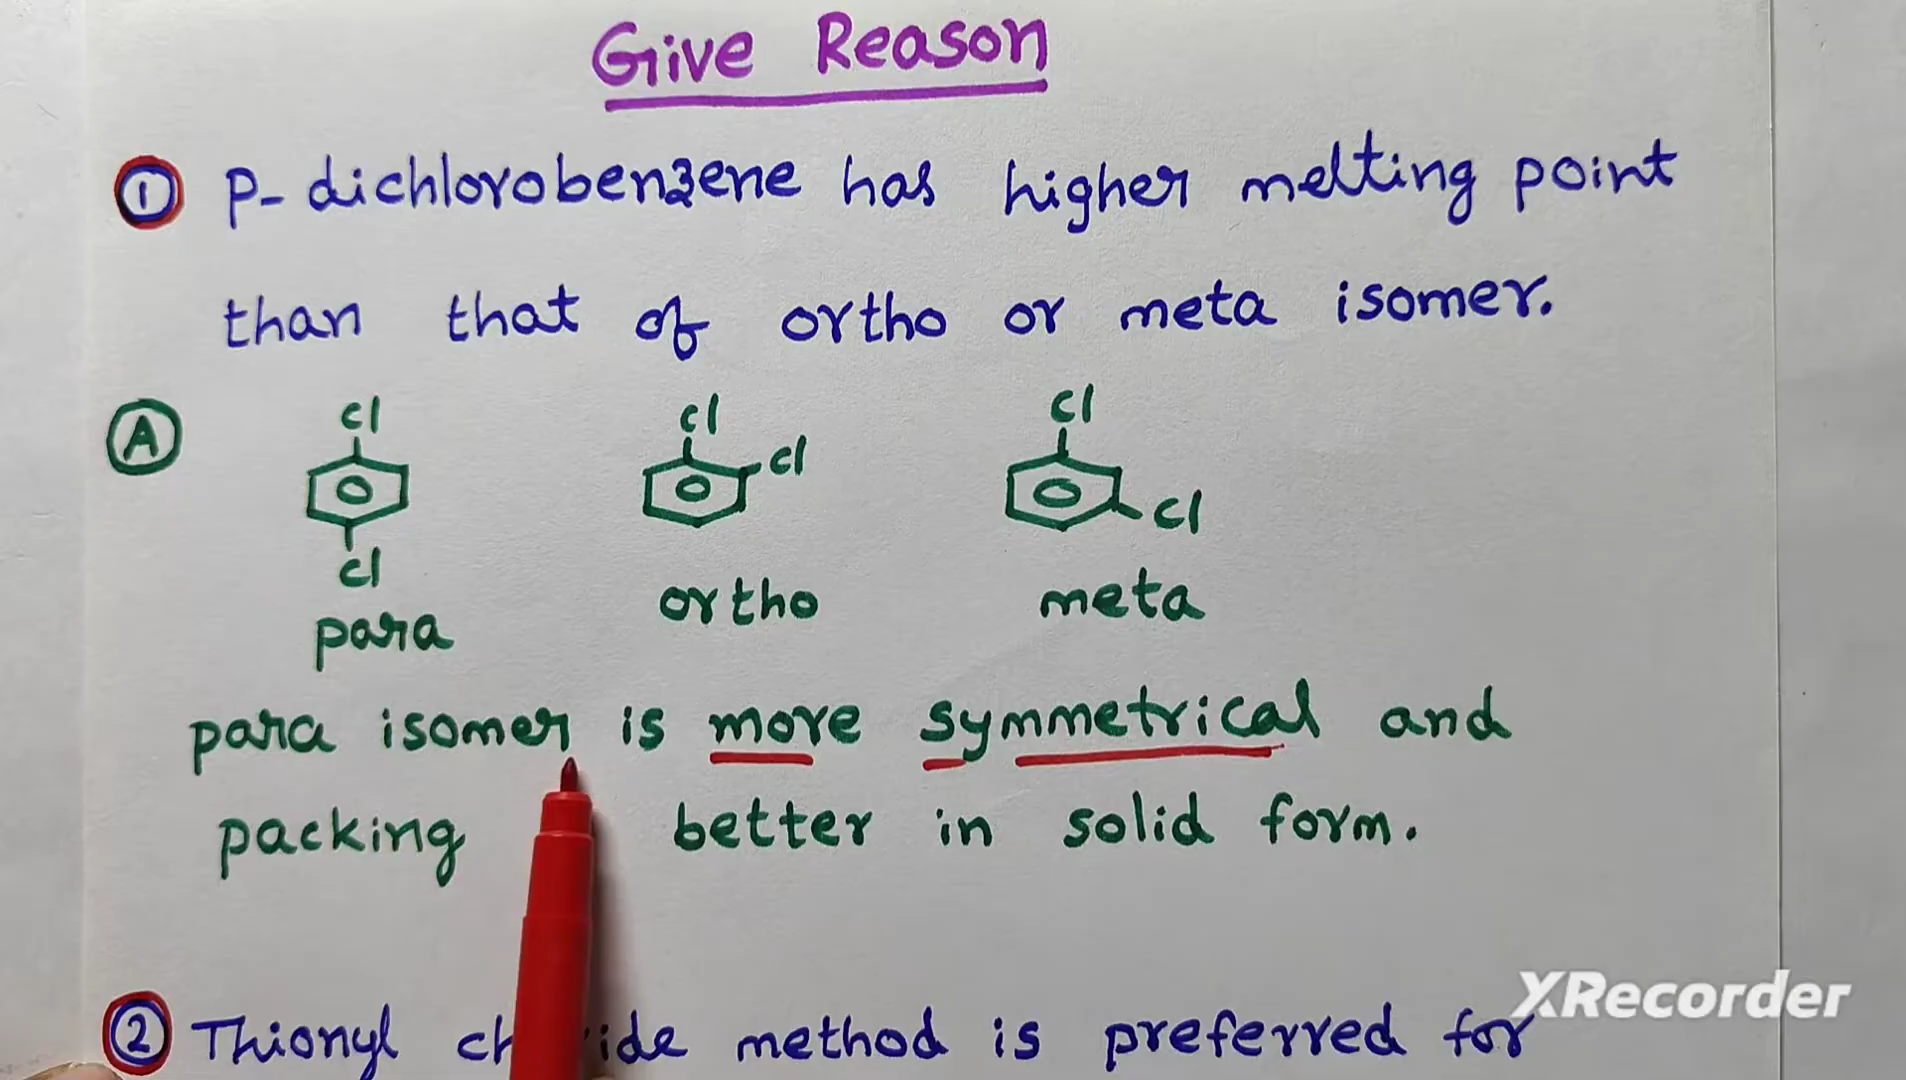 Give Reason
① p-dichlorobenzene has higher melting point
than that of ortho or meta isomer.
Ⓐ
Cl Cl Cl
Cl Cl
Cl
para ortho meta
para isomer is more symmetrical and
packing better in solid form.
② Thionyl method is preferred for
XRecorder